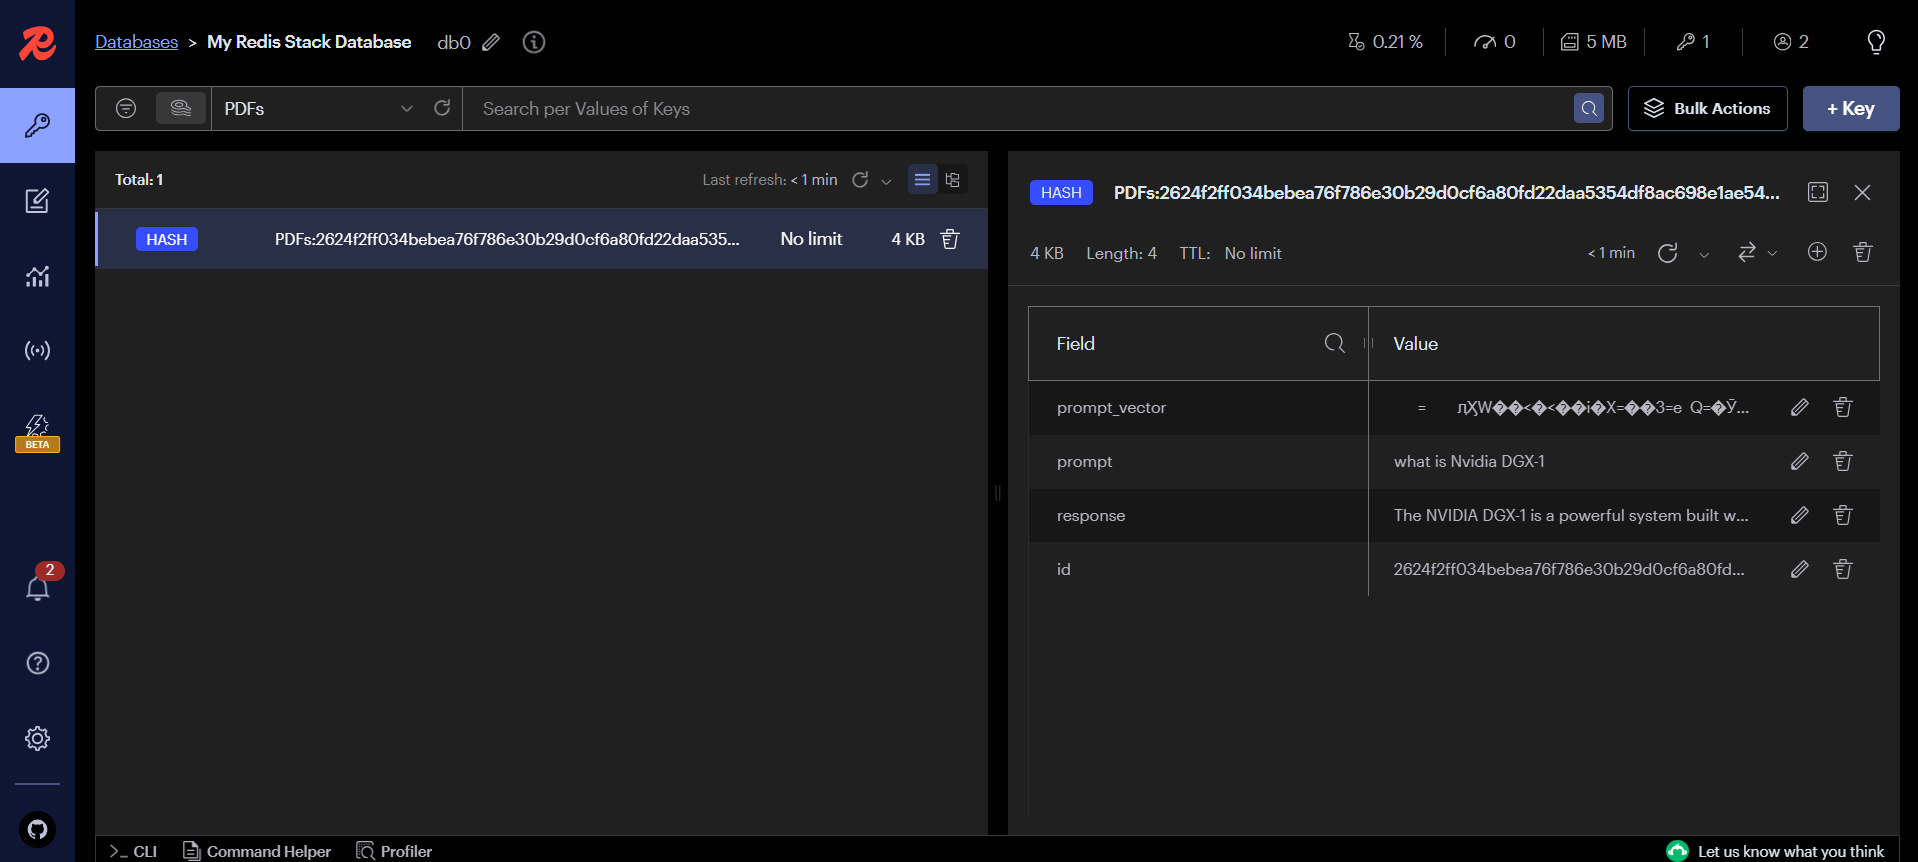 Databases > My Redis Stack Database db0 0.21 % 0 5 MB 1 2
PDFs Search per Values of Keys Bulk Actions + Key
Total: 1 Last refresh: < 1 min
HASH PDFs:2624f2ff034bebea76f786e30b29d0cf6a80fd22daa535... No limit 4 KB
HASH PDFs:2624f2ff034bebea76f786e30b29d0cf6a80fd22daa5354df8ac698e1ae54...
4 KB Length: 4 TTL: No limit < 1 min
Field Value
prompt_vector = ԉҲW��<�<��i�X=��3=e Q=�Ӯ...
prompt what is Nvidia DGX-1
response The NVIDIA DGX-1 is a powerful system built w...
id 2624f2ff034bebea76f786e30b29d0cf6a80fd...
BETA
2
>_ CLI Command Helper Profiler Let us know what you think